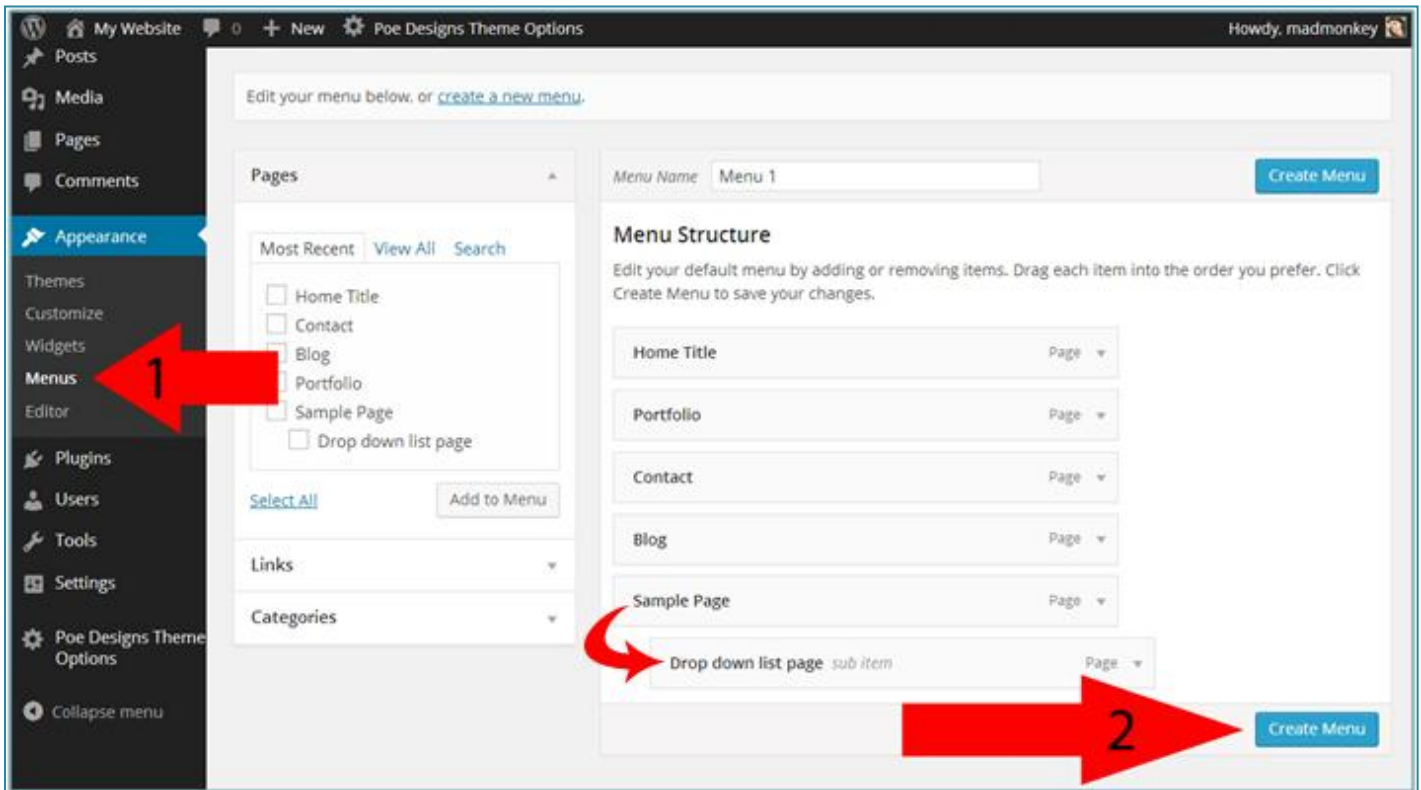 My Website 0 + New Poe Designs Theme Options Howdy, madmonkey
Posts
Media
Pages
Comments
Appearance
Themes
Customize
Widgets
Menus
Editor
Plugins
Users
Tools
Settings
Poe Designs Theme
Options
Collapse menu
1
Edit your menu below, or create a new menu.
Pages
Most Recent View All Search
Home Title
Contact
Blog
Portfolio
Sample Page
Drop down list page
Select All Add to Menu
Links
Categories
Menu Name Menu 1 Create Menu
Menu Structure
Edit your default menu by adding or removing items. Drag each item into the order you prefer. Click
Create Menu to save your changes.
Home Title Page
Portfolio Page
Contact Page
Blog Page
Sample Page Page
Drop down list page sub item Page
2 Create Menu